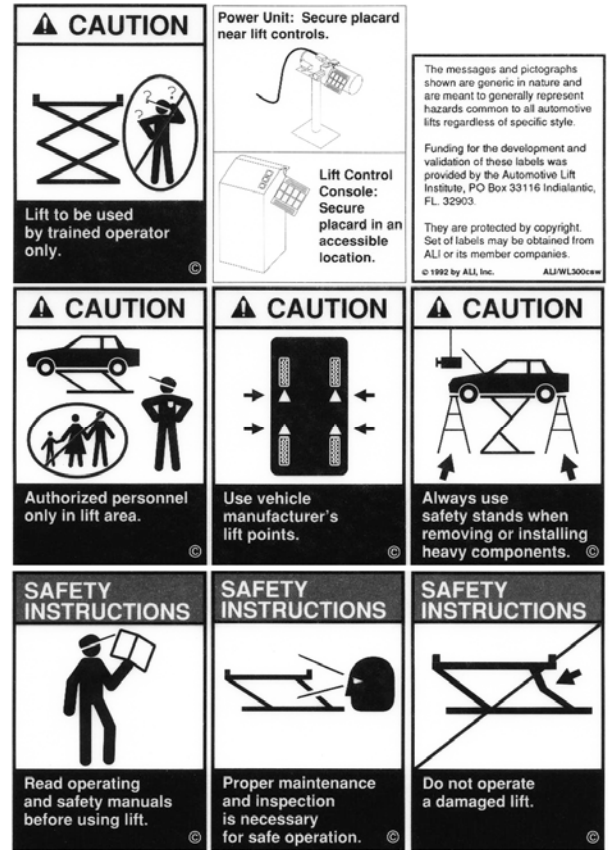 CAUTION
Lift to be used
by trained operator
only.
©
Power Unit: Secure placard
near lift controls.
Lift Control
Console:
Secure
placard in an
accessible
location.
The messages and pictographs
shown are generic in nature and
are meant to generally represent
hazards common to all automotive
lifts regardless of specific style.
Funding for the development and
validation of these labels was
provided by the Automotive Lift
Institute, PO Box 33116 Indialantic,
FL. 32903.
They are protected by copyright.
Set of labels may be obtained from
ALI or its member companies.
© 1992 by ALI, Inc. ALI/WL300csw
CAUTION
Authorized personnel
only in lift area.
©
CAUTION
Use vehicle
manufacturer's
lift points.
©
CAUTION
Always use
safety stands when
removing or installing
heavy components.
©
SAFETY
INSTRUCTIONS
Read operating
and safety manuals
before using lift.
©
SAFETY
INSTRUCTIONS
Proper maintenance
and inspection
is necessary
for safe operation.
©
SAFETY
INSTRUCTIONS
Do not operate
a damaged lift.
©